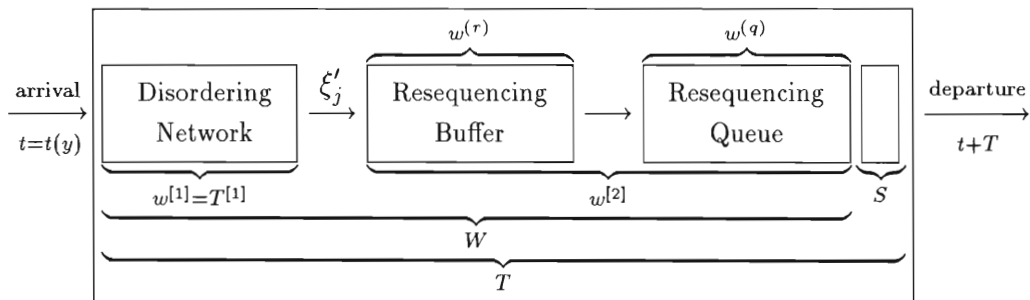 w^{(r)} w^{(q)}
arrival Disordering ξ'_j Resequencing Resequencing departure
t=t(y) Network Buffer Queue t+T
w^{[1]}=T^{[1]} w^{[2]} S
W
T